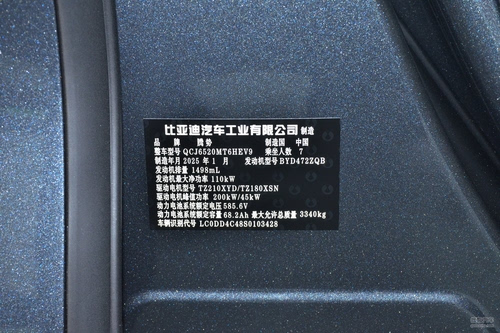 比亚迪汽车工业有限公司 制造
品 牌 腾势 制造国 中国
整车型号 QCJ6520MT6HEV9 乘坐人数 7
制造年月 2025 年 1 月 发动机型号 BYD472ZQB
发动机排量 1498mL
发动机最大净功率 110kW
驱动电机型号 TZ210XYD/TZ180XSN
驱动电机峰值功率 200kW/45kW
动力电池系统额定电压 585.6V
动力电池系统额定容量 68.2Ah 最大允许总质量 3340kg
车辆识别代号 LC0DD4C48S0103428